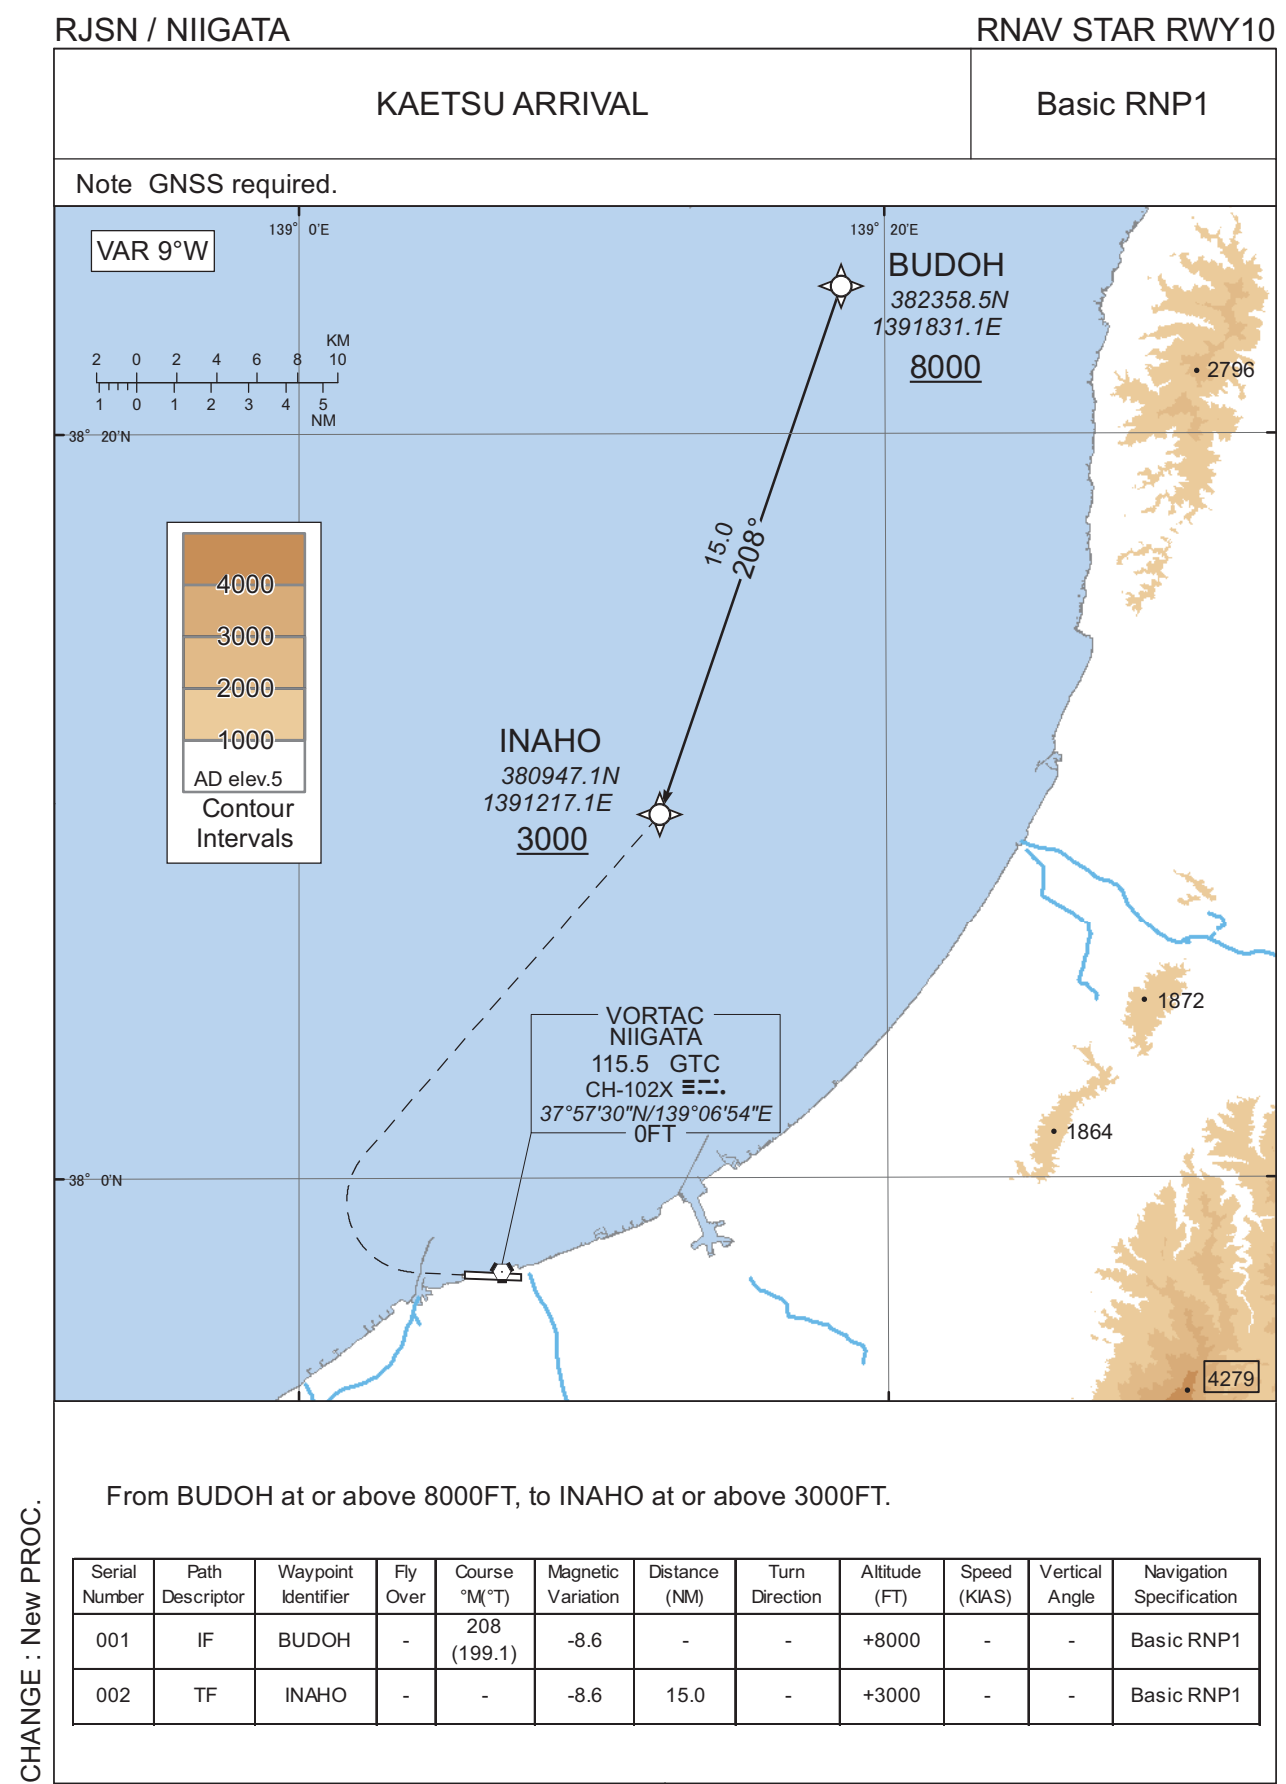 RJSN / NIIGATA
RNAV STAR RWY10
KAETSU ARRIVAL
Basic RNP1
Note GNSS required.
139° 0'E
139° 20'E
VAR 9°W
BUDOH
382358.5N
1391831.1E
8000
KM
2 0 2 4 6 8 10
1 0 1 2 3 4 5
NM
2796
38° 20'N
15.0
208°
4000
3000
2000
1000
AD elev.5
Contour
Intervals
INAHO
380947.1N
1391217.1E
3000
VORTAC
NIIGATA
115.5 GTC
CH-102X
37°57'30"N/139°06'54"E
0FT
1872
1864
38° 0'N
4279
From BUDOH at or above 8000FT, to INAHO at or above 3000FT.
Serial Number Path Descriptor Waypoint Identifier Fly Over Course °M(°T) Magnetic Variation Distance (NM) Turn Direction Altitude (FT) Speed (KIAS) Vertical Angle Navigation Specification
001 IF BUDOH - 208 (199.1) -8.6 - - +8000 - - Basic RNP1
002 TF INAHO - - -8.6 15.0 - +3000 - - Basic RNP1
CHANGE : New PROC.